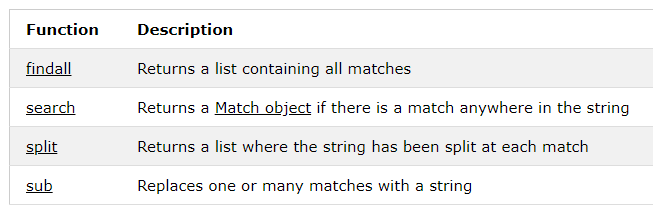 Function Description
findall Returns a list containing all matches
search Returns a Match object if there is a match anywhere in the string
split Returns a list where the string has been split at each match
sub Replaces one or many matches with a string